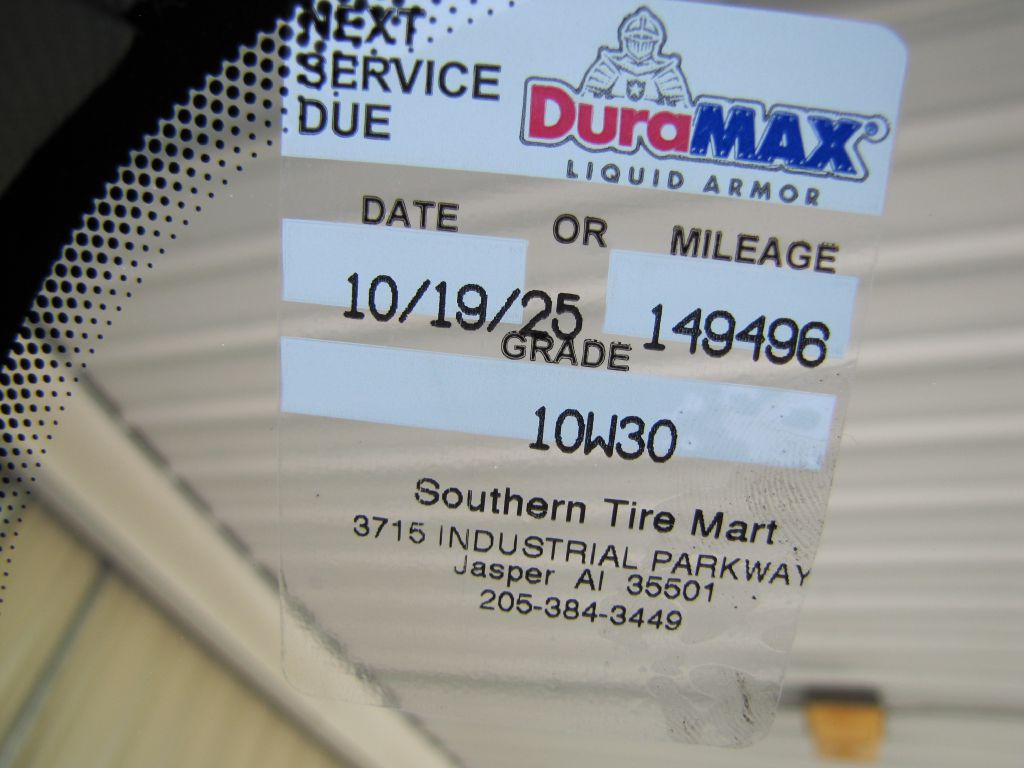 NEXT
SERVICE
DUE
DuraMAX®
LIQUID ARMOR
DATE OR MILEAGE
10/19/25 149496
GRADE
10W30
Southern Tire Mart
3715 INDUSTRIAL PARKWAY
Jasper Al 35501
205-384-3449